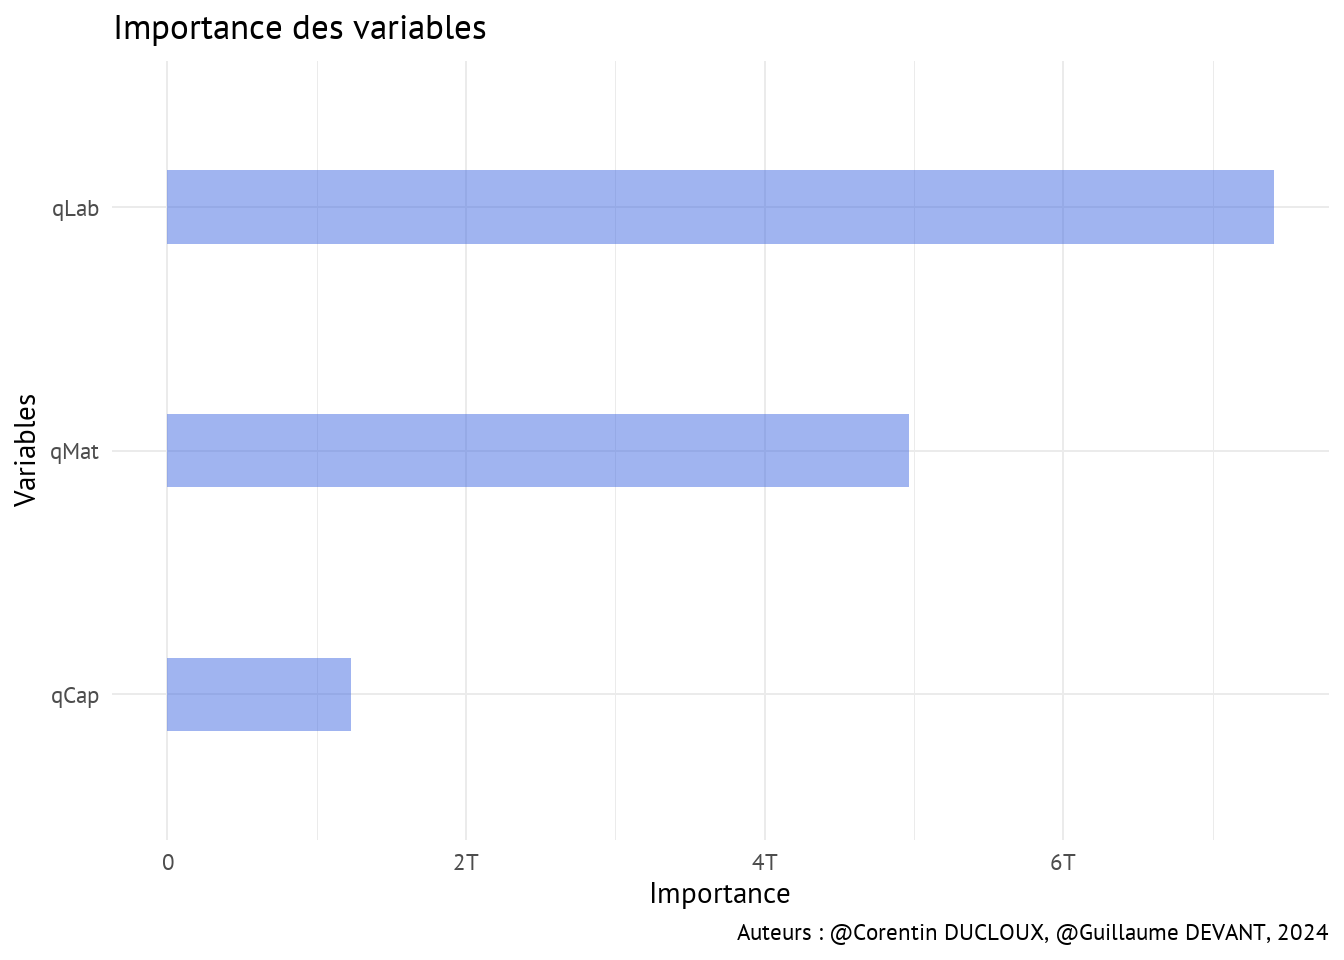 Importance des variables
Variables
qLab
qMat
qCap
0 2T 4T 6T
Importance
Auteurs : @Corentin DUCLOUX, @Guillaume DEVANT, 2024